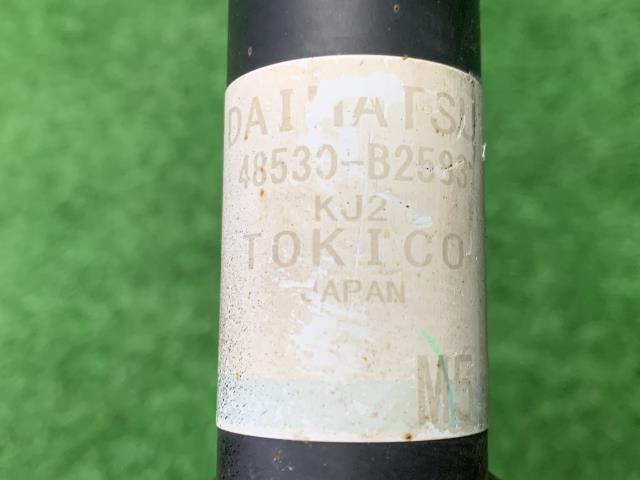 DAIHATSU
48530-B2593
KJ2
TOKICO
JAPAN